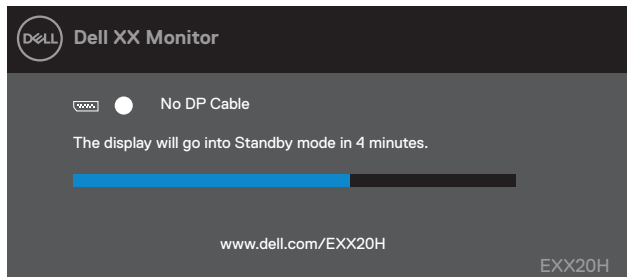 DELL
Dell XX Monitor
No DP Cable
The display will go into Standby mode in 4 minutes.
www.dell.com/EXX20H
EXX20H